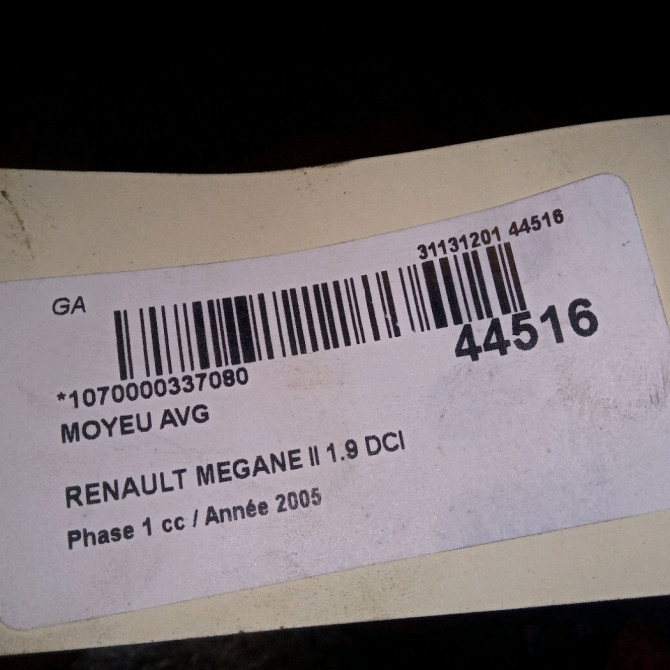 31131201 44516
GA
44516
*1070000337080
MOYEU AVG
RENAULT MEGANE II 1.9 DCI
Phase 1 cc / Année 2005